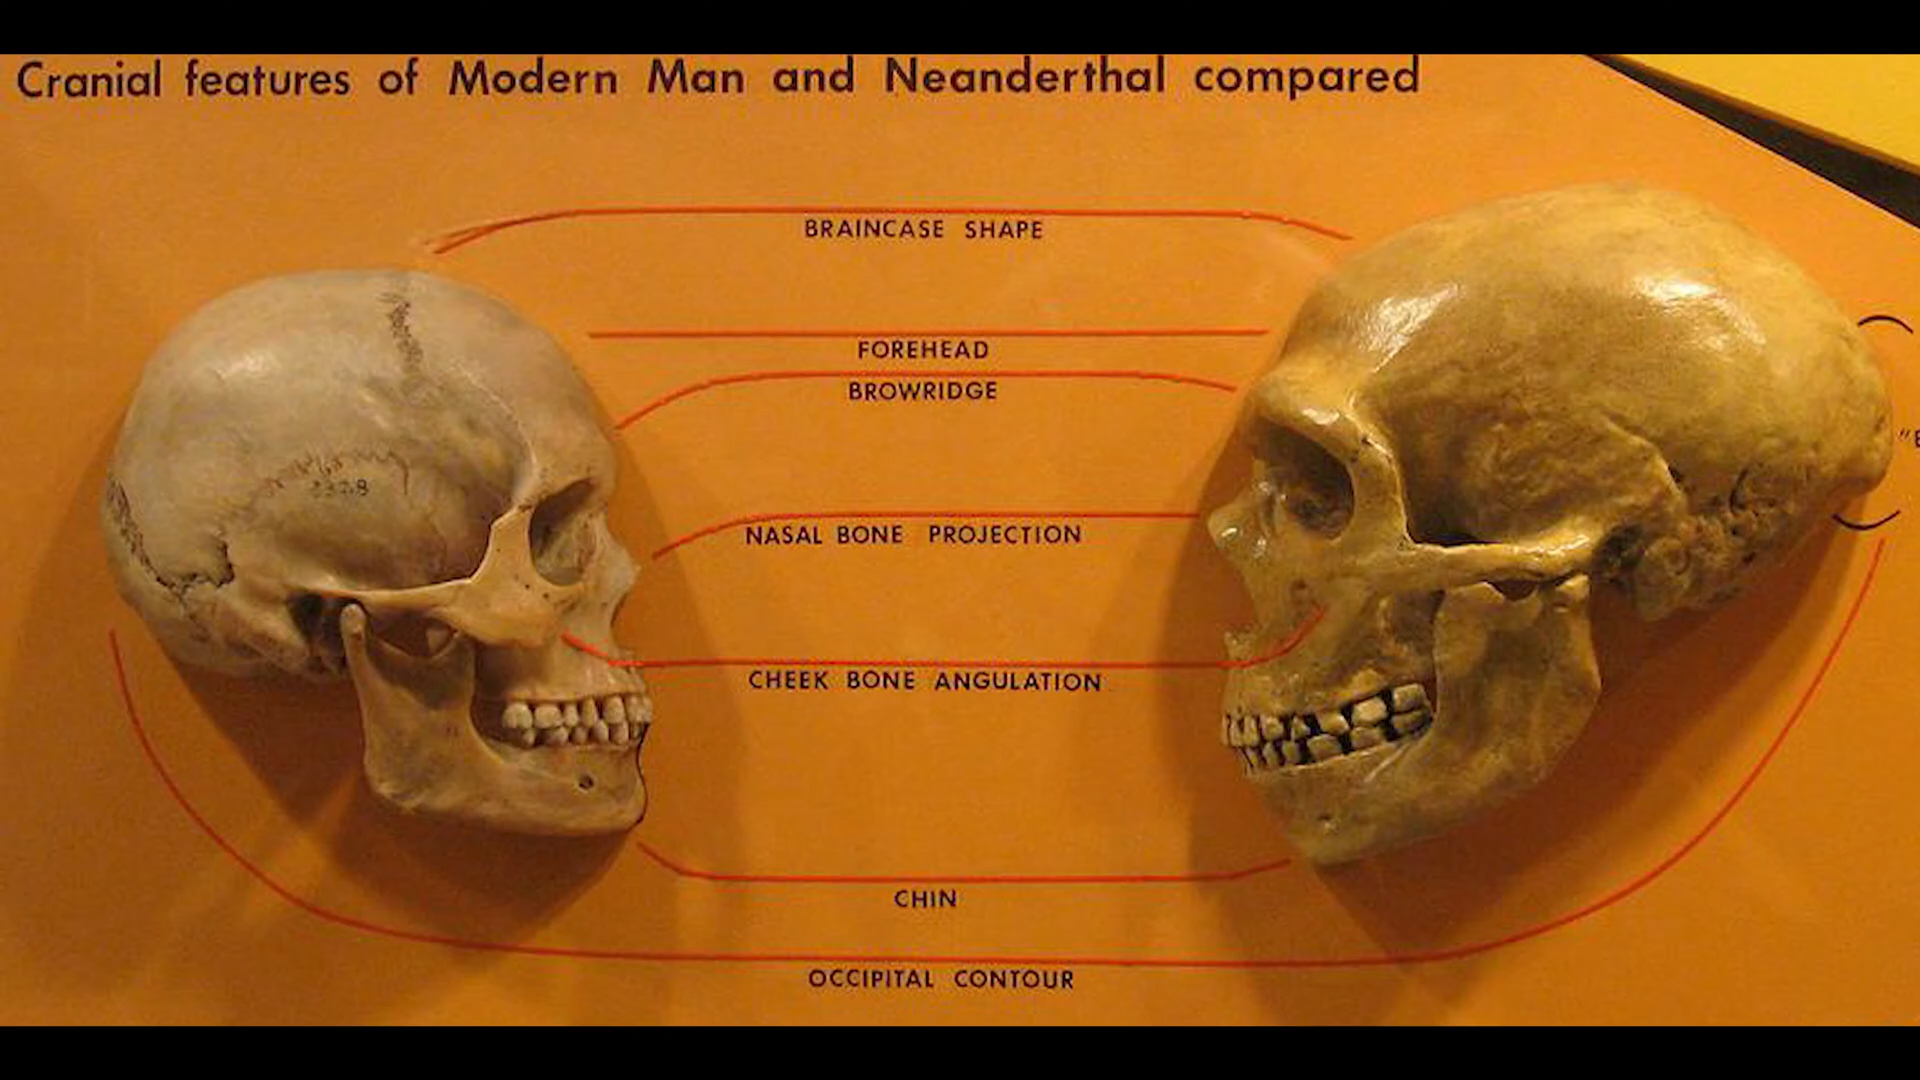 Cranial features of Modern Man and Neanderthal compared
BRAINCASE SHAPE
FOREHEAD
BROWRIDGE
NASAL BONE PROJECTION
CHEEK BONE ANGULATION
CHIN
OCCIPITAL CONTOUR